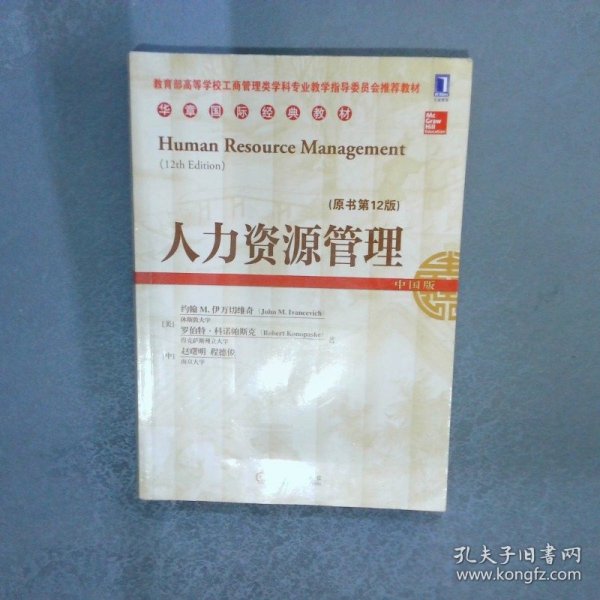 教育部高等学校工商管理类学科专业教学指导委员会推荐教材
华章国际经典教材
Mc
Graw
Hill
Education
Human Resource Management
(12th Edition)
(原书第12版)
人力资源管理
中国版
[美]
约翰 M. 伊万切维奇 (John M. Ivancevich)
休斯敦大学
罗伯特·科诺帕斯克 (Robert Konopaske)
得克萨斯州立大学
著
[中]
赵曙明 程德俊
南京大学
孔夫子旧书网
www.kongfz.com